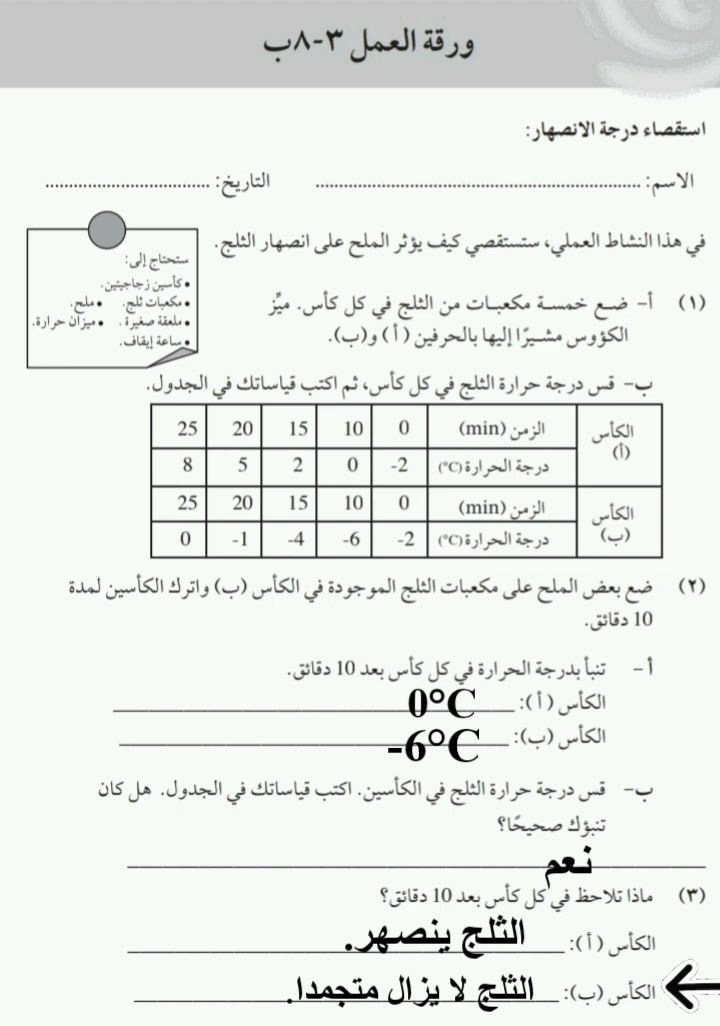 ورقة العمل ٣-٨ب
استقصاء درجة الانصهار:
الاسم: ........................................ التاريخ: ........................................
في هذا النشاط العملي، ستستقصي كيف يؤثر الملح على انصهار الثلج.
ستحتاج إلى:
• كأسين زجاجيتين.
• مكعبات ثلج. • ملح.
• ملعقة صغيرة. • ميزان حرارة.
• ساعة إيقاف.
(١) أ- ضع خمسة مكعبات من الثلج في كل كأس. ميِّز
الكؤوس مشيرًا إليها بالحرفين (أ) و(ب).
ب- قس درجة حرارة الثلج في كل كأس، ثم اكتب قياساتك في الجدول.
الكأس (أ) الزمن (min) 0 10 15 20 25
درجة الحرارة (°C) -2 0 2 5 8
الكأس (ب) الزمن (min) 0 10 15 20 25
درجة الحرارة (°C) -2 -6 -4 -1 0
(٢) ضع بعض الملح على مكعبات الثلج الموجودة في الكأس (ب) واترك الكأسين لمدة
10 دقائق.
أ- تنبأ بدرجة الحرارة في كل كأس بعد 10 دقائق.
الكأس (أ): 0°C
الكأس (ب): -6°C
ب- قس درجة حرارة الثلج في الكأسين. اكتب قياساتك في الجدول. هل كان
تنبؤك صحيحًا؟
نعم
(٣) ماذا تلاحظ في كل كأس بعد 10 دقائق؟
الكأس (أ): الثلج ينصهر.
الكأس (ب): الثلج لا يزال متجمدا.